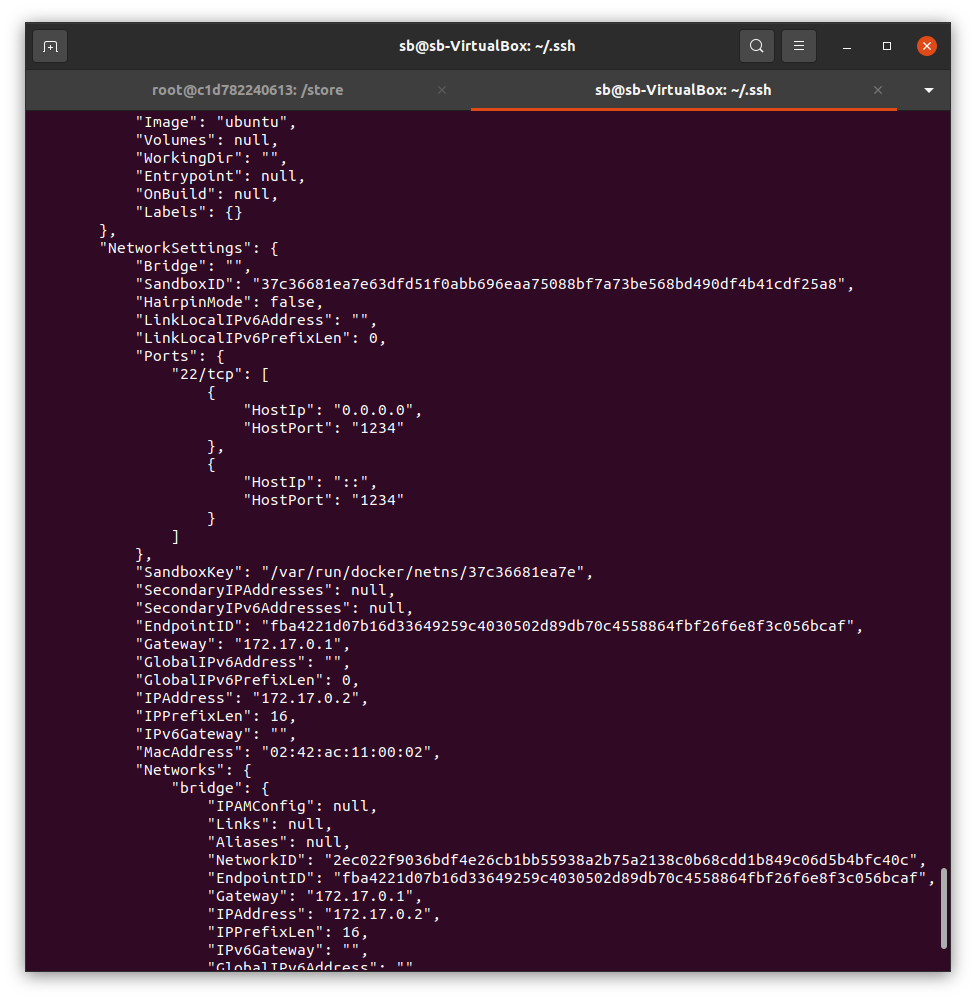 sb@sb-VirtualBox: ~/.ssh
root@c1d782240613: /store
sb@sb-VirtualBox: ~/.ssh
"Image": "ubuntu",
"Volumes": null,
"WorkingDir": "",
"Entrypoint": null,
"OnBuild": null,
"Labels": {}
},
"NetworkSettings": {
"Bridge": "",
"SandboxID": "37c36681ea7e63dfd51f0abb696eaa75088bf7a73be568bd490df4b41cdf25a8",
"HairpinMode": false,
"LinkLocalIPv6Address": "",
"LinkLocalIPv6PrefixLen": 0,
"Ports": {
"22/tcp": [
{
"HostIp": "0.0.0.0",
"HostPort": "1234"
},
{
"HostIp": "::",
"HostPort": "1234"
}
]
},
"SandboxKey": "/var/run/docker/netns/37c36681ea7e",
"SecondaryIPAddresses": null,
"SecondaryIPv6Addresses": null,
"EndpointID": "fba4221d07b16d33649259c4030502d89db70c4558864fbf26f6e8f3c056bcaf",
"Gateway": "172.17.0.1",
"GlobalIPv6Address": "",
"GlobalIPv6PrefixLen": 0,
"IPAddress": "172.17.0.2",
"IPPrefixLen": 16,
"IPv6Gateway": "",
"MacAddress": "02:42:ac:11:00:02",
"Networks": {
"bridge": {
"IPAMConfig": null,
"Links": null,
"Aliases": null,
"NetworkID": "2ec022f9036bdf4e26cb1bb55938a2b75a2138c0b68cdd1b849c06d5b4bfc40c",
"EndpointID": "fba4221d07b16d33649259c4030502d89db70c4558864fbf26f6e8f3c056bcaf",
"Gateway": "172.17.0.1",
"IPAddress": "172.17.0.2",
"IPPrefixLen": 16,
"IPv6Gateway": "",
"GlobalIPv6Address": ""